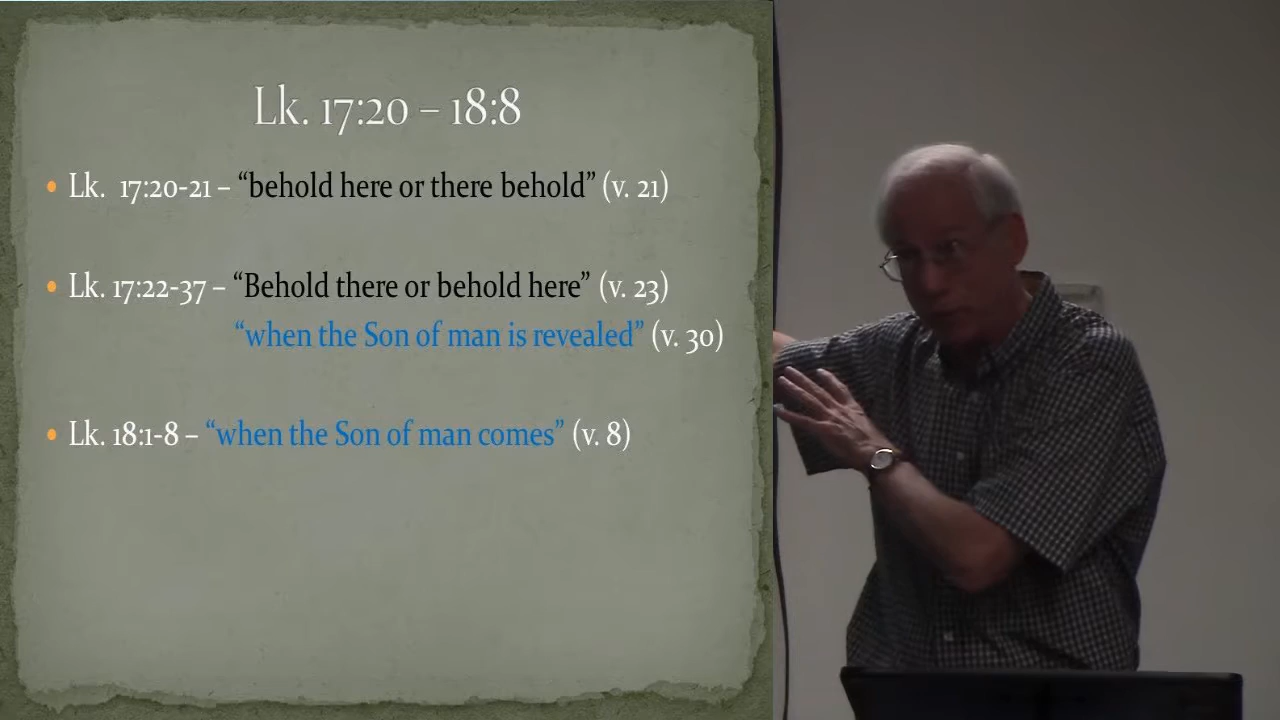 Lk. 17:20 – 18:8
• Lk. 17:20-21 – “behold here or there behold” (v. 21)
• Lk. 17:22-37 – “Behold there or behold here” (v. 23)
“when the Son of man is revealed” (v. 30)
• Lk. 18:1-8 – “when the Son of man comes” (v. 8)